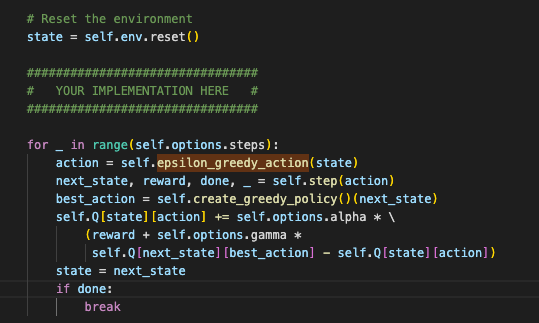 # Reset the environment
state = self.env.reset()
################################
#   YOUR IMPLEMENTATION HERE   #
################################
for _ in range(self.options.steps):
action = self.epsilon_greedy_action(state)
next_state, reward, done, _ = self.step(action)
best_action = self.create_greedy_policy()(next_state)
self.Q[state][action] += self.options.alpha * \
(reward + self.options.gamma *
self.Q[next_state][best_action] - self.Q[state][action])
state = next_state
if done:
break